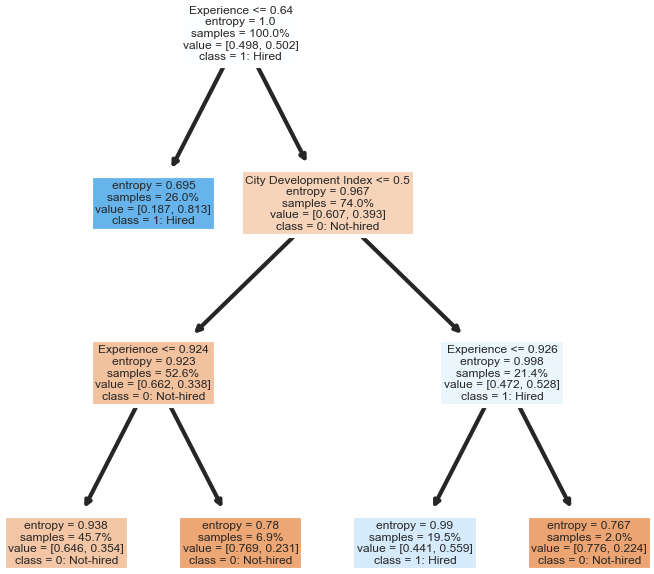 Experience <= 0.64
entropy = 1.0
samples = 100.0%
value = [0.498, 0.502]
class = 1: Hired
entropy = 0.695
samples = 26.0%
value = [0.187, 0.813]
class = 1: Hired
City Development Index <= 0.5
entropy = 0.967
samples = 74.0%
value = [0.607, 0.393]
class = 0: Not-hired
Experience <= 0.924
entropy = 0.923
samples = 52.6%
value = [0.662, 0.338]
class = 0: Not-hired
Experience <= 0.926
entropy = 0.998
samples = 21.4%
value = [0.472, 0.528]
class = 1: Hired
entropy = 0.938
samples = 45.7%
value = [0.646, 0.354]
class = 0: Not-hired
entropy = 0.78
samples = 6.9%
value = [0.769, 0.231]
class = 0: Not-hired
entropy = 0.99
samples = 19.5%
value = [0.441, 0.559]
class = 1: Hired
entropy = 0.767
samples = 2.0%
value = [0.776, 0.224]
class = 0: Not-hired